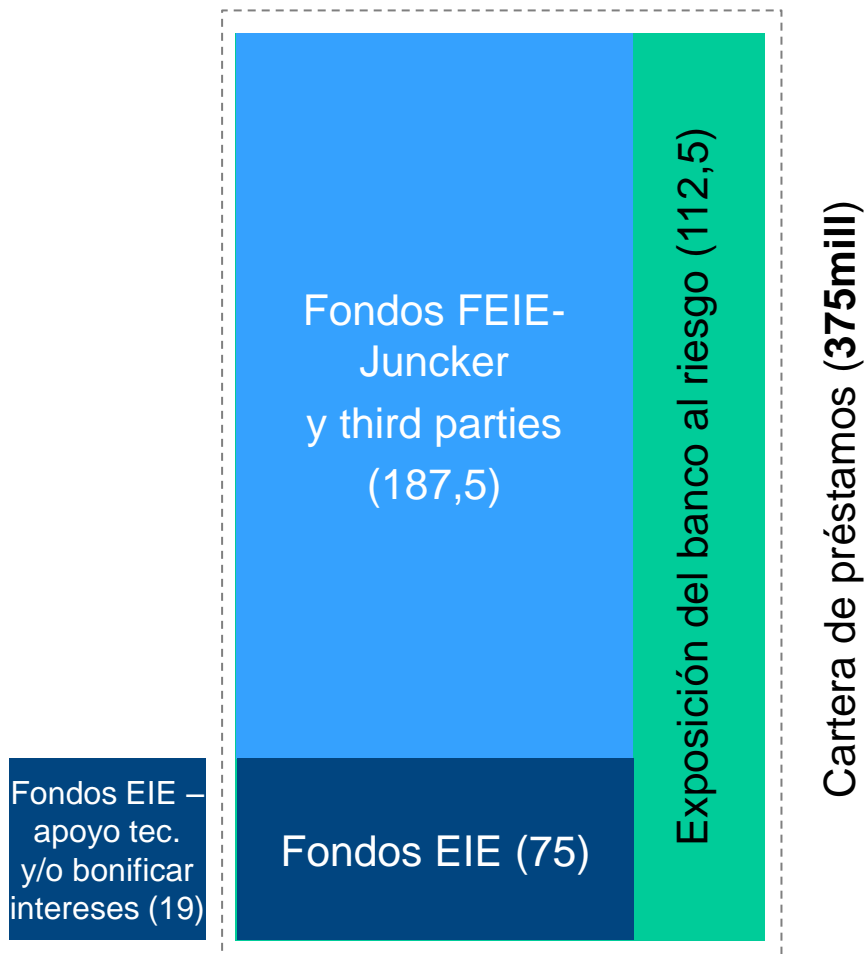 Fondos FEIE-
Juncker
y third parties
(187,5)
Exposición del banco al riesgo (112,5)
Cartera de préstamos (375mill)
Fondos EIE –
apoyo tec.
y/o bonificar
intereses (19)
Fondos EIE (75)